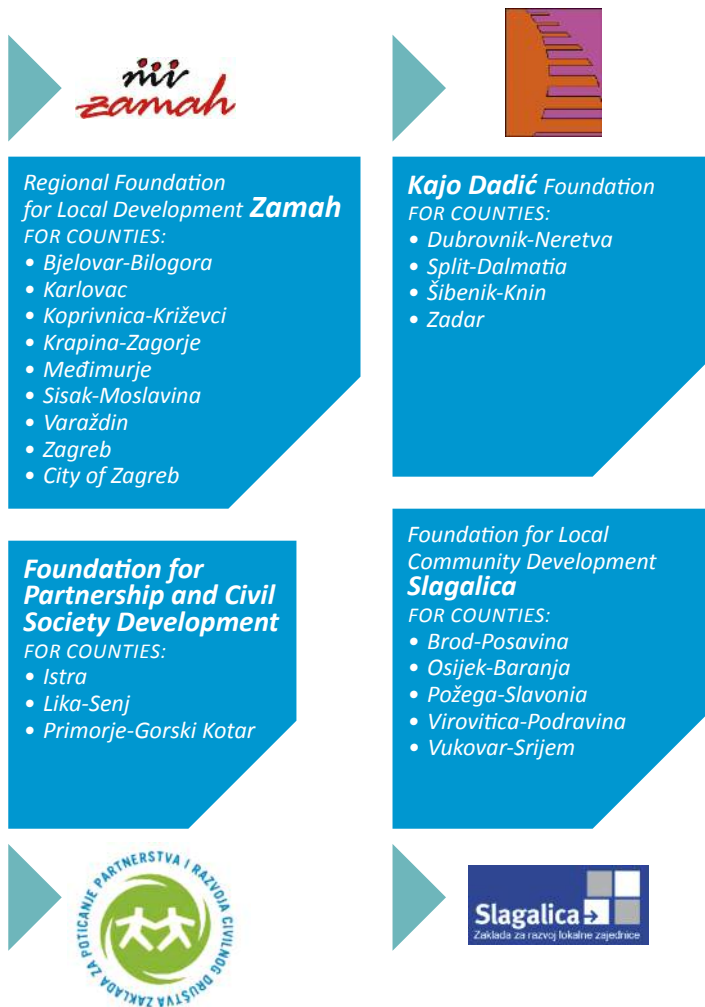 mi
zamah
Regional Foundation
for Local Development Zamah
FOR COUNTIES:
• Bjelovar-Bilogora
• Karlovac
• Koprivnica-Križevci
• Krapina-Zagorje
• Međimurje
• Sisak-Moslavina
• Varaždin
• Zagreb
• City of Zagreb
Kajo Dadić Foundation
FOR COUNTIES:
• Dubrovnik-Neretva
• Split-Dalmatia
• Šibenik-Knin
• Zadar
Foundation for
Partnership and Civil
Society Development
FOR COUNTIES:
• Istra
• Lika-Senj
• Primorje-Gorski Kotar
Foundation for Local
Community Development
Slagalica
FOR COUNTIES:
• Brod-Posavina
• Osijek-Baranja
• Požega-Slavonia
• Virovitica-Podravina
• Vukovar-Srijem
ZAKLADA ZA POTICANJE PARTNERSTVA I RAZVOJA CIVILNOG DRUŠTVA
Slagalica
Zaklada za razvoj lokalne zajednice